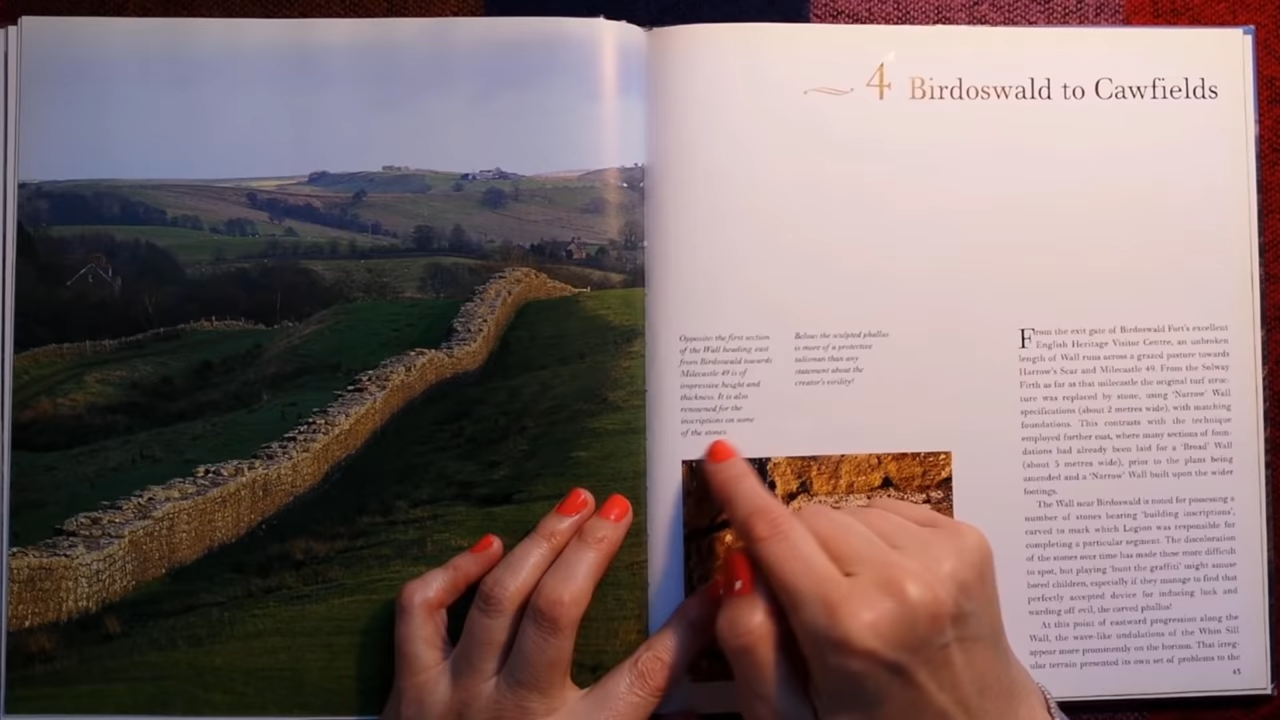 4 Birdoswald to Cawfields
Opposite: the first section
of the Wall heading east
from Birdoswald towards
Milecastle 49 is of
impressive height and
thickness. It is also
renowned for the
inscriptions on some
of the stones.
Below: the sculpted phallus
is more of a protective
talisman than any
statement about the
creator's virility!
From the exit gate of Birdoswald Fort's excellent
English Heritage Visitor Centre, an unbroken
length of Wall runs across a grazed pasture towards
Harrow's Scar and Milecastle 49. From the Solway
Firth as far as that milecastle the original turf struc-
ture was replaced by stone, using 'Narrow' Wall
specifications (about 2 metres wide), with matching
foundations. This contrasts with the technique
employed further east, where many sections of foun-
dations had already been laid for a 'Broad' Wall
(about 3 metres wide), prior to the plans being
amended and a 'Narrow' Wall built upon the wider
footings.
The Wall near Birdoswald is noted for possessing a
number of stones bearing 'building inscriptions',
carved to mark which Legion was responsible for
completing a particular segment. The discoloration
of the stones over time has made these more difficult
to spot, but playing 'hunt the graffiti' might amuse
bored children, especially if they manage to find that
perfectly accepted device for inducing luck and
warding off evil, the carved phallus!
At this point of eastward progression along the
Wall, the wave-like undulations of the Whin Sill
appear more prominently on the horizon. That irreg-
ular terrain presented its own set of problems to the
45